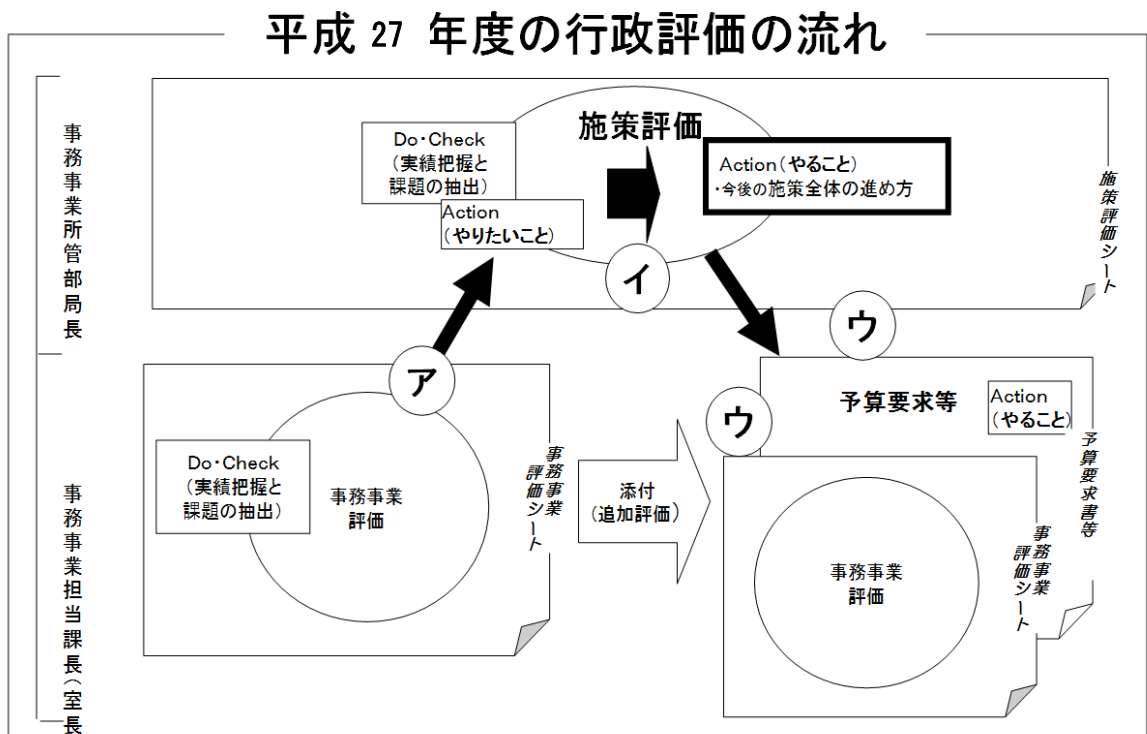 平成 27 年度の行政評価の流れ
事務事業所管部局長
施策評価
Do・Check
(実績把握と
課題の抽出)
Action
(やりたいこと)
Action(やること)
・今後の施策全体の進め方
施策評価シート
イ
ウ
ア
ウ
事務事業担当課長(室長
Do・Check
(実績把握と
課題の抽出)
事務事業
評価
事務事業
評価シート
添付
(追加評価)
予算要求等
Action
(やること)
予算要求書等
事務事業
評価
事務事業
評価シート